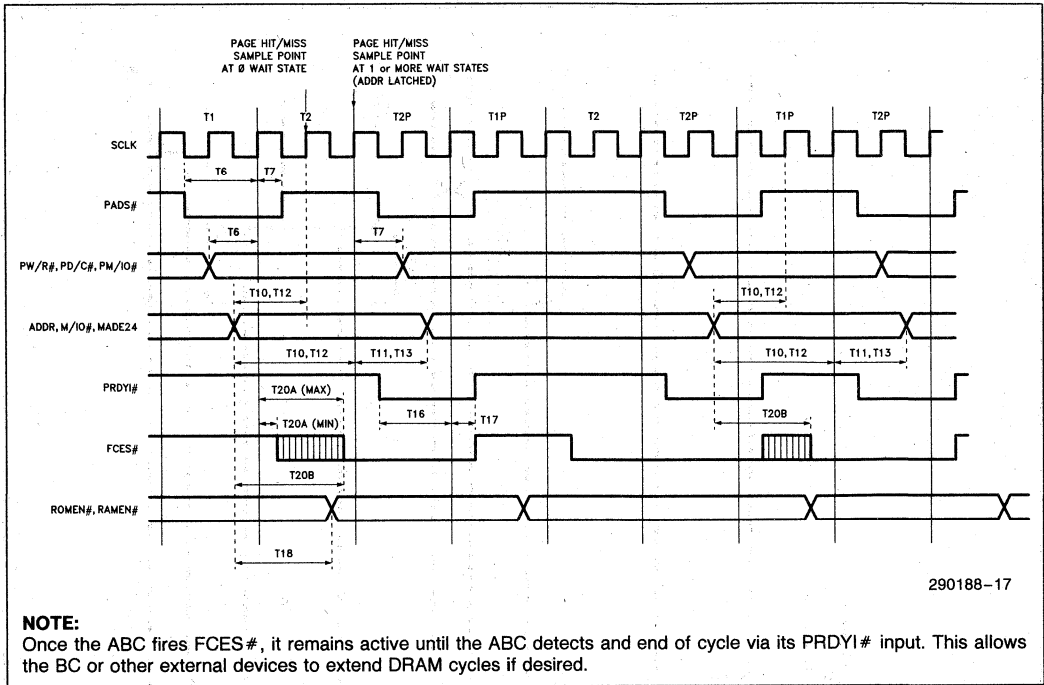 PAGE HIT/MISS
SAMPLE POINT
AT Ø WAIT STATE
PAGE HIT/MISS
SAMPLE POINT
AT 1 or MORE WAIT STATES
(ADDR LATCHED)
T1 T2 T2P T1P T2 T2P T1P T2P
SCLK
T6 T7
PADS#
T6 T7
PW/R#, PD/C#, PM/IO#
T10, T12 T10, T12
ADDR, M/IO#, MADE24
T10, T12 T11, T13 T10, T12 T11, T13
PRDYI#
T20A (MAX)
T16 T17
T20A (MIN) T20B
FCES#
T20B
ROMEN#, RAMEN#
T18
290188–17
NOTE:
Once the ABC fires FCES#, it remains active until the ABC detects and end of cycle via its PRDYI# input. This allows
the BC or other external devices to extend DRAM cycles if desired.